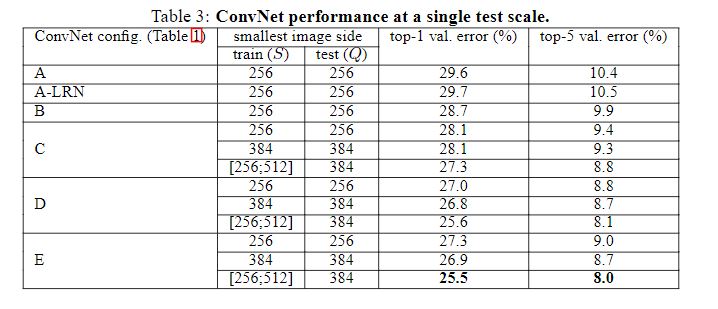 Table 3: ConvNet performance at a single test scale.
ConvNet config. (Table 1) smallest image side top-1 val. error (%) top-5 val. error (%)
train (S) test (Q)
A 256 256 29.6 10.4
A-LRN 256 256 29.7 10.5
B 256 256 28.7 9.9
256 256 28.1 9.4
C 384 384 28.1 9.3
[256;512] 384 27.3 8.8
256 256 27.0 8.8
D 384 384 26.8 8.7
[256;512] 384 25.6 8.1
256 256 27.3 9.0
E 384 384 26.9 8.7
[256;512] 384 25.5 8.0